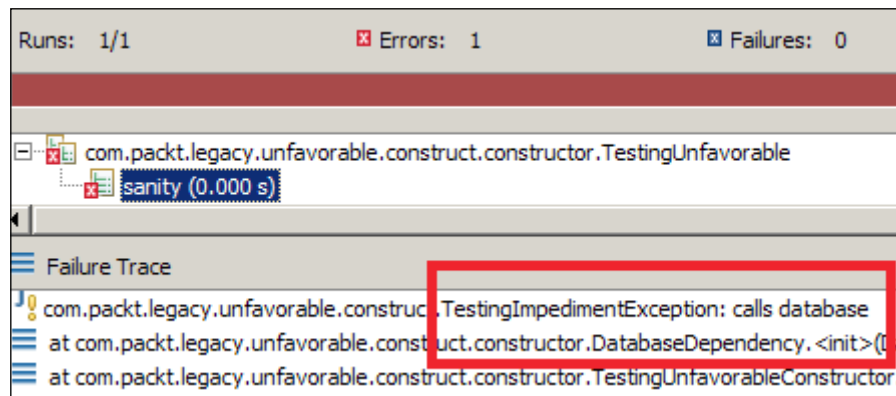 Runs: 1/1 Errors: 1 Failures: 0
com.packt.legacy.unfavorable.construct.constructor.TestingUnfavorable
sanity (0.000 s)
Failure Trace
com.packt.legacy.unfavorable.construct.TestingImpedimentException: calls database
at com.packt.legacy.unfavorable.construct.constructor.DatabaseDependency.<init>(D
at com.packt.legacy.unfavorable.construct.constructor.TestingUnfavorableConstructor